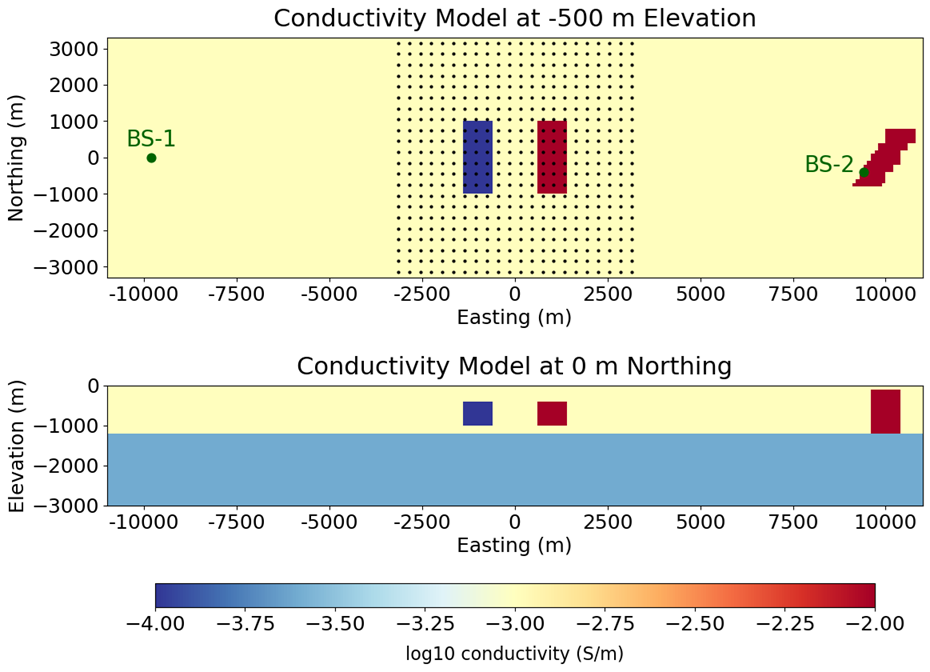 Conductivity Model at -500 m Elevation
Northing (m)
3000
2000
1000
0
−1000
−2000
−3000
BS-1
BS-2
-10000 -7500 -5000 -2500 0 2500 5000 7500 10000
Easting (m)
Conductivity Model at 0 m Northing
Elevation (m)
0
−1000
−2000
−3000
-10000 -7500 -5000 -2500 0 2500 5000 7500 10000
Easting (m)
−4.00 −3.75 −3.50 −3.25 −3.00 −2.75 −2.50 −2.25 −2.00
log10 conductivity (S/m)